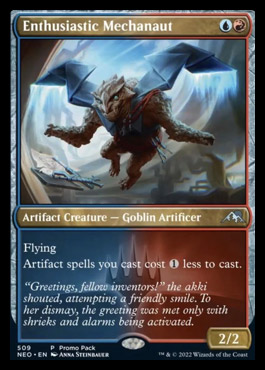 Enthusiastic Mechanaut
Artifact Creature — Goblin Artificer
Flying
Artifact spells you cast cost 1 less to cast.
"Greetings, fellow inventors!" the akki
shouted, attempting a friendly smile. To
her dismay, the greeting was met only with
shrieks and alarms being activated.
2/2
509 P Promo Pack
NEO • EN Anna Steinbauer ™ & © 2022 Wizards of the Coast